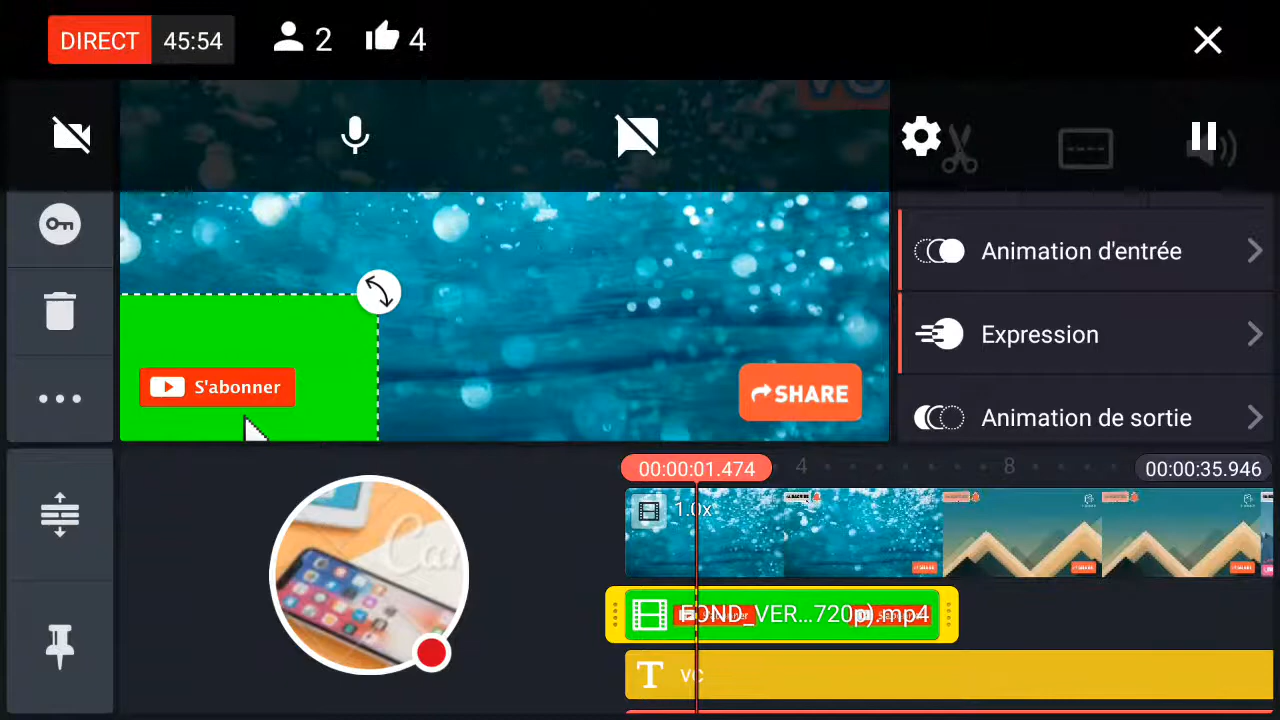 DIRECT 45:54 2 4
Animation d'entrée
Expression
S'abonner
SHARE
Animation de sortie
00:00:01.474 4 8 00:00:35.946
1.0x
FOND_VER...720p).mp4
T vc